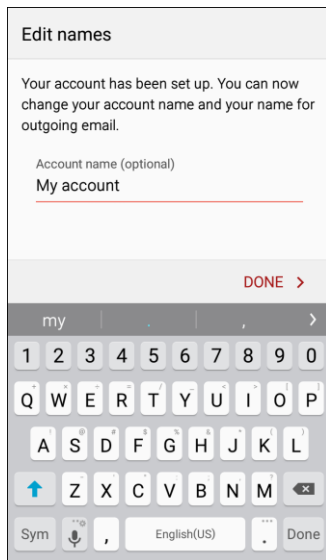 Edit names
Your account has been set up. You can now
change your account name and your name for
outgoing email.
Account name (optional)
My account
DONE >
my . , >
1 2 3 4 5 6 7 8 9 0
Q W E R T Y U I O P
A S D F G H J K L
Z X C V B N M
Sym , English(US) . Done